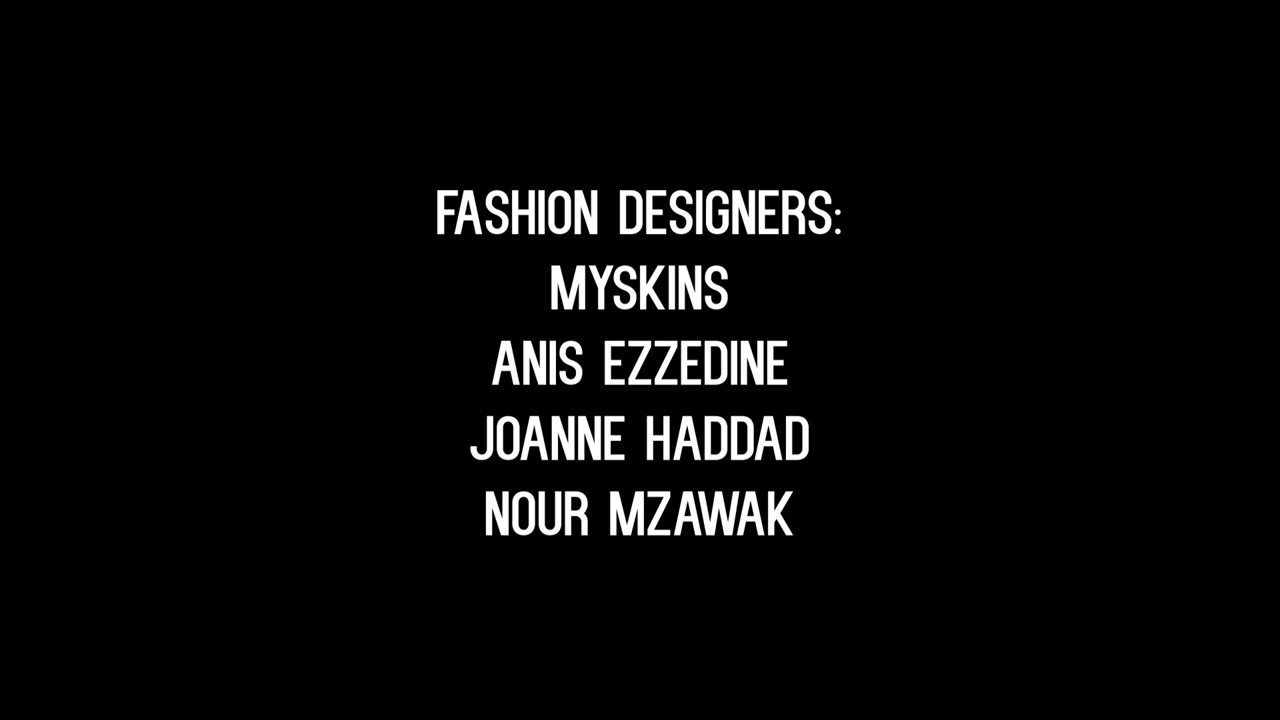 FASHION DESIGNERS:
MYSKINS
ANIS EZZEDINE
JOANNE HADDAD
NOUR MZAWAK